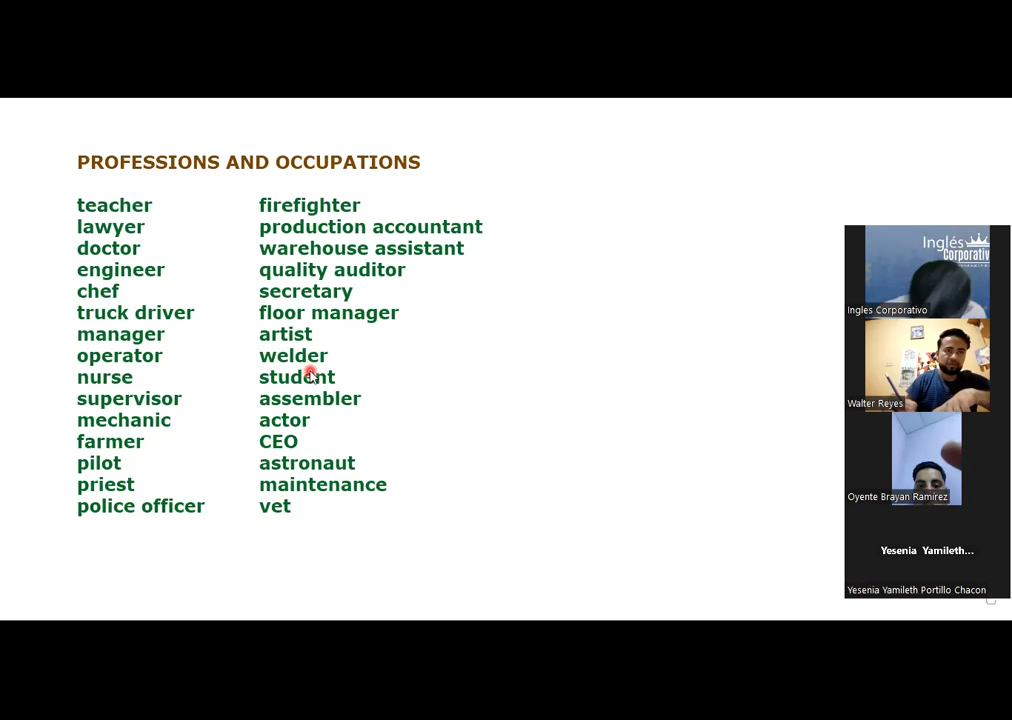 PROFESSIONS AND OCCUPATIONS
teacher
lawyer
doctor
engineer
chef
truck driver
manager
operator
nurse
supervisor
mechanic
farmer
pilot
priest
police officer
firefighter
production accountant
warehouse assistant
quality auditor
secretary
floor manager
artist
welder
student
assembler
actor
CEO
astronaut
maintenance
vet
Inglés
Corporativ
Ingles Corporativo
Walter Reyes
Oyente Brayan Ramírez
Yesenia Yamileth...
Yesenia Yamileth Portillo Chacon